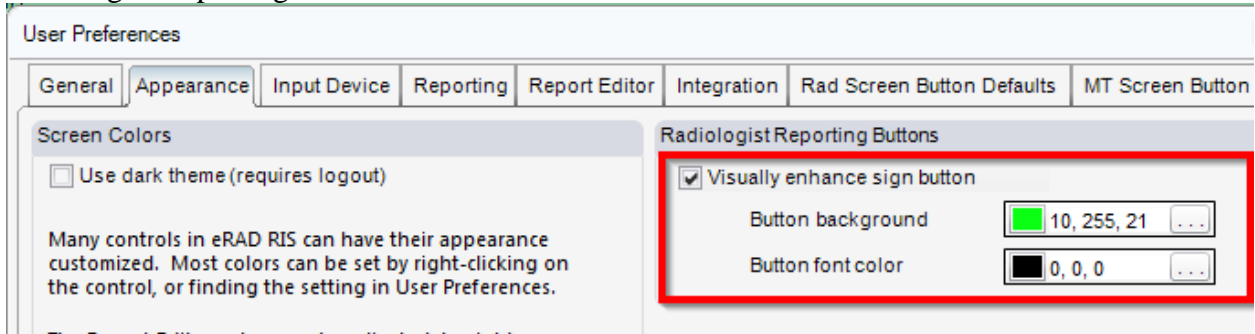 User Preferences
General Appearance Input Device Reporting Report Editor Integration Rad Screen Button Defaults MT Screen Button
Screen Colors
Radiologist Reporting Buttons
Use dark theme (requires logout)
Visually enhance sign button
Button background 10, 255, 21 ...
Button font color 0, 0, 0 ...
Many controls in eRAD RIS can have their appearance
customized. Most colors can be set by right-clicking on
the control, or finding the setting in User Preferences.